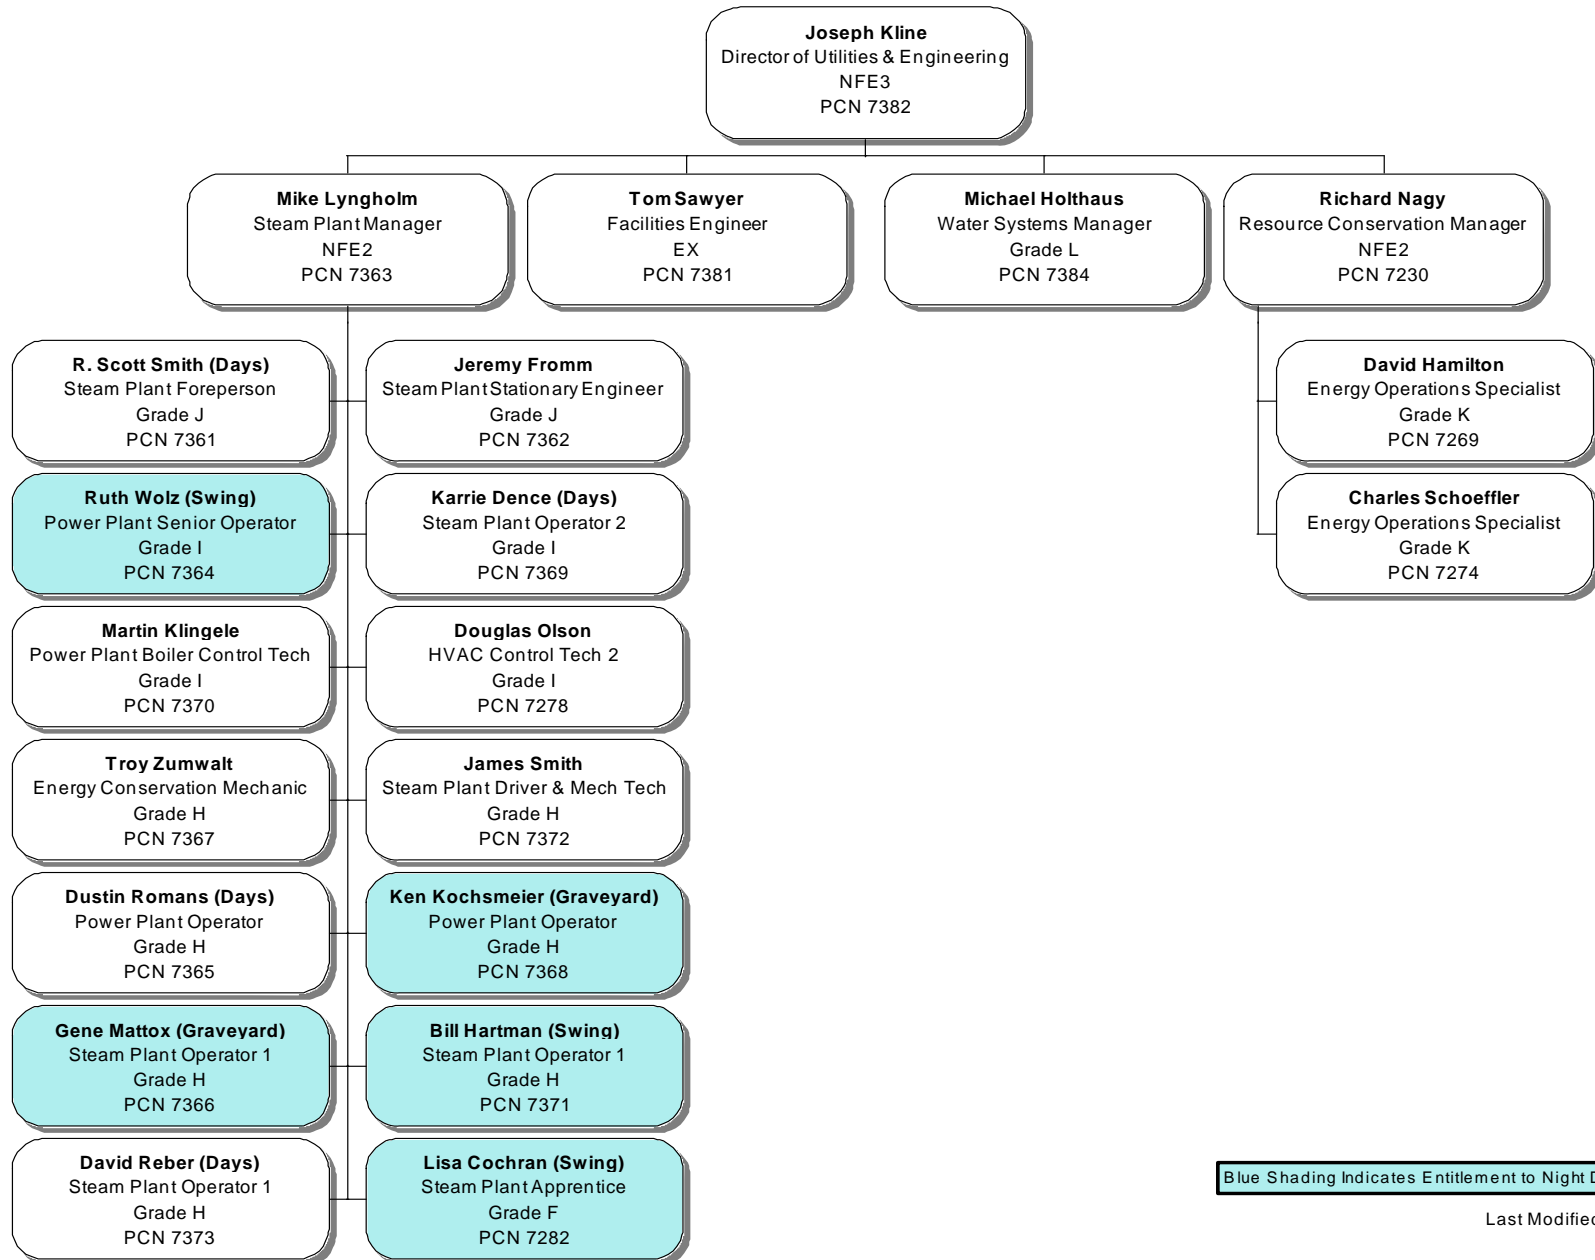 Joseph Kline
Director of Utilities & Engineering
NFE3
PCN 7382
Mike Lyngholm
Steam Plant Manager
NFE2
PCN 7363
Tom Sawyer
Facilities Engineer
EX
PCN 7381
Michael Holthaus
Water Systems Manager
Grade L
PCN 7384
Richard Nagy
Resource Conservation Manager
NFE2
PCN 7230
R. Scott Smith (Days)
Steam Plant Foreperson
Grade J
PCN 7361
Jeremy Fromm
Steam Plant Stationary Engineer
Grade J
PCN 7362
David Hamilton
Energy Operations Specialist
Grade K
PCN 7269
Ruth Wolz (Swing)
Power Plant Senior Operator
Grade I
PCN 7364
Karrie Dence (Days)
Steam Plant Operator 2
Grade I
PCN 7369
Charles Schoeffler
Energy Operations Specialist
Grade K
PCN 7274
Martin Klingele
Power Plant Boiler Control Tech
Grade I
PCN 7370
Douglas Olson
HVAC Control Tech 2
Grade I
PCN 7278
Troy Zumwalt
Energy Conservation Mechanic
Grade H
PCN 7367
James Smith
Steam Plant Driver & Mech Tech
Grade H
PCN 7372
Dustin Romans (Days)
Power Plant Operator
Grade H
PCN 7365
Ken Kochsmeier (Graveyard)
Power Plant Operator
Grade H
PCN 7368
Gene Mattox (Graveyard)
Steam Plant Operator 1
Grade H
PCN 7366
Bill Hartman (Swing)
Steam Plant Operator 1
Grade H
PCN 7371
David Reber (Days)
Steam Plant Operator 1
Grade H
PCN 7373
Lisa Cochran (Swing)
Steam Plant Apprentice
Grade F
PCN 7282
Blue Shading Indicates Entitlement to Night
Last Modified